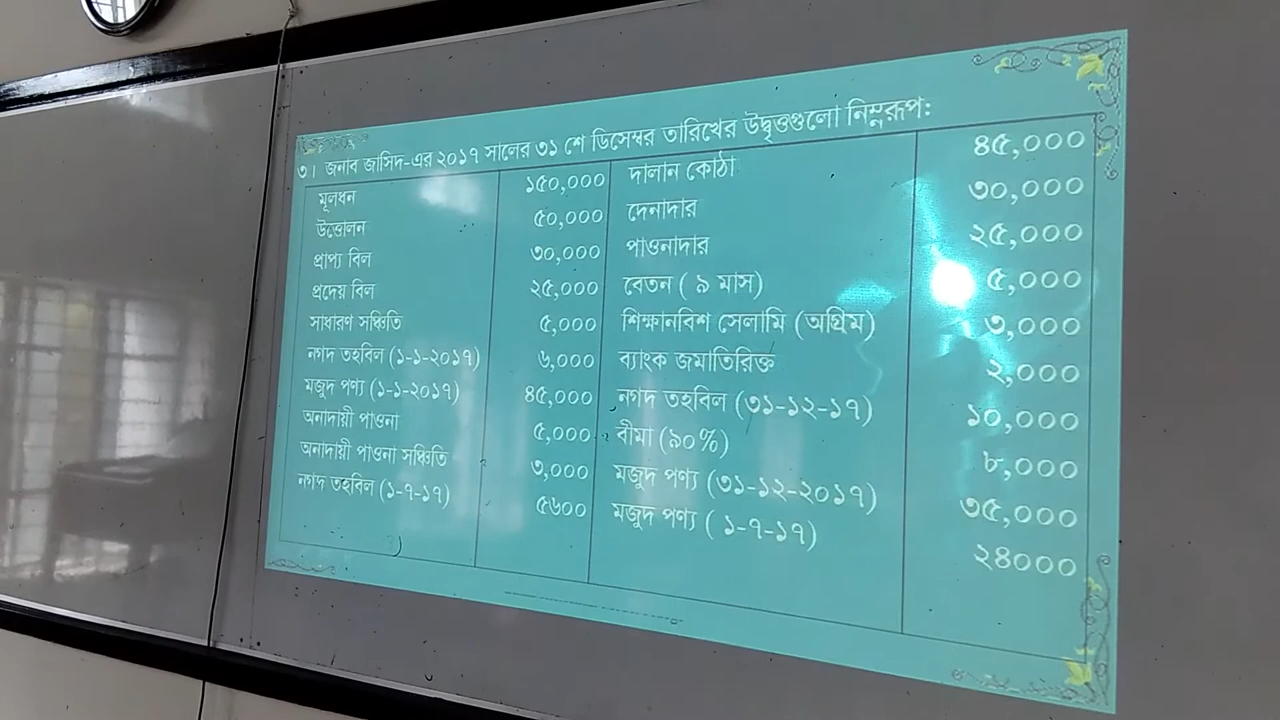 ৩। জনাব জাসিদ-এর ২০১৭ সালের ৩১ শে ডিসেম্বর তারিখের উদ্বৃত্তগুলো নিম্নরূপ:
মূলধন ১৫০,০০০ দালান কোঠা ৪৫,০০০
উত্তোলন ৫০,০০০ দেনাদার ৩০,০০০
প্রাপ্য বিল ৩০,০০০ পাওনাদার ২৫,০০০
প্রদেয় বিল ২৫,০০০ বেতন ( ৯ মাস) ৫,০০০
সাধারণ সঞ্চিতি ৫,০০০ শিক্ষানবিশ সেলামি (অগ্রিম) ৩,০০০
নগদ তহবিল (১-১-২০১৭) ৬,০০০ ব্যাংক জমাতিরিক্ত ২,০০০
মজুদ পণ্য (১-১-২০১৭) ৪৫,০০০ নগদ তহবিল (৩১-১২-১৭) ১০,০০০
অনাদায়ী পাওনা ৫,০০০ বীমা (৯০%) ৮,০০০
অনাদায়ী পাওনা সঞ্চিতি ৩,০০০ মজুদ পণ্য (৩১-১২-২০১৭) ৩৫,০০০
নগদ তহবিল (১-৭-১৭) ৫৬০০ মজুদ পণ্য ( ১-৭-১৭) ২৪০০০